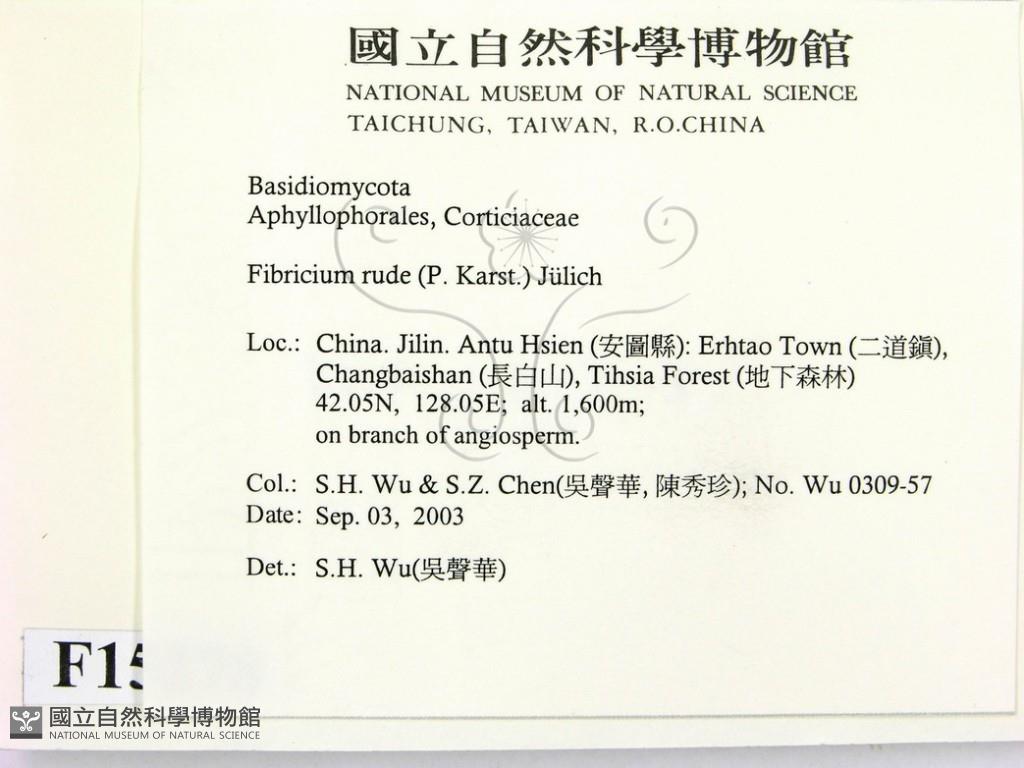 國立自然科學博物館
NATIONAL MUSEUM OF NATURAL SCIENCE
TAICHUNG, TAIWAN, R.O.CHINA
Basidiomycota
Aphyllophorales, Corticiaceae
Fibricium rude (P. Karst.) Jülich
Loc.: China. Jilin. Antu Hsien (安圖縣): Erhtao Town (二道鎮),
Changbaishan (長白山), Tihsia Forest (地下森林)
42.05N, 128.05E; alt. 1,600m;
on branch of angiosperm.
Col.: S.H. Wu & S.Z. Chen(吳聲華, 陳秀珍); No. Wu 0309-57
Date: Sep. 03, 2003
Det.: S.H. Wu(吳聲華)
F15
國立自然科學博物館
NATIONAL MUSEUM OF NATURAL SCIENCE